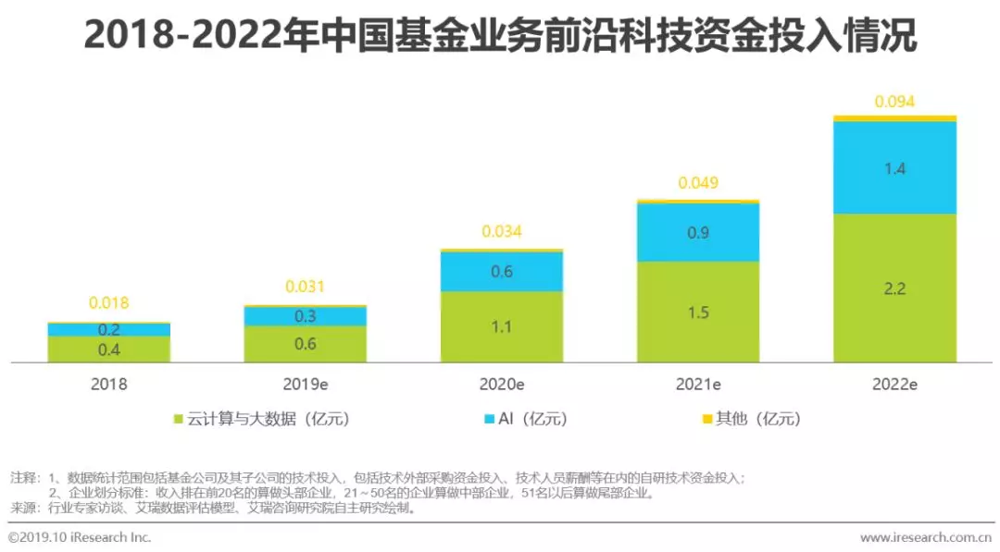 2018-2022年中国基金业务前沿科技资金投入情况
0.094
1.4
2.2
0.049
0.9
1.5
0.034
0.6
1.1
0.031
0.3
0.6
0.018
0.2
0.4
2018 2019e 2020e 2021e 2022e
云计算与大数据（亿元） AI（亿元） 其他（亿元）
注释：1、数据统计范围包括基金公司及其子公司的技术投入，包括技术外部采购资金投入、技术人员薪酬等在内的自研技术资金投入；
2、企业划分标准：收入排在前20名的算做头部企业，21～50名的企业算做中部企业，51名以后算做尾部企业。
来源：行业专家访谈、艾瑞数据评估模型、艾瑞咨询研究院自主研究绘制。
©2019.10 iResearch Inc. www.iresearch.com.cn